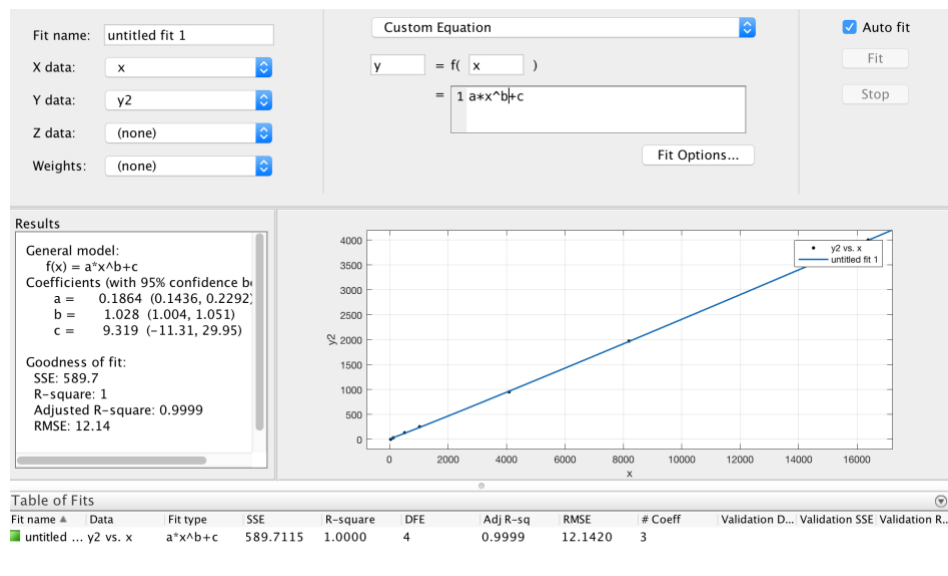 Fit name: untitled fit 1
X data: x
Y data: y2
Z data: (none)
Weights: (none)
Custom Equation
y = f( x )
= 1 a*x^b+c
Fit Options...
Auto fit
Fit
Stop
Results
General model:
f(x) = a*x^b+c
Coefficients (with 95% confidence b
a = 0.1864 (0.1436, 0.2292)
b = 1.028 (1.004, 1.051)
c = 9.319 (-11.31, 29.95)
Goodness of fit:
SSE: 589.7
R-square: 1
Adjusted R-square: 0.9999
RMSE: 12.14
4000
3500
3000
2500
2000
1500
1000
500
0
y2
0 2000 4000 6000 8000 10000 12000 14000 16000
x
y2 vs. x
untitled fit 1
Table of Fits
Fit name Data Fit type SSE R-square DFE Adj R-sq RMSE # Coeff Validation D... Validation SSE Validation R..
untitled ... y2 vs. x a*x^b+c 589.7115 1.0000 4 0.9999 12.1420 3